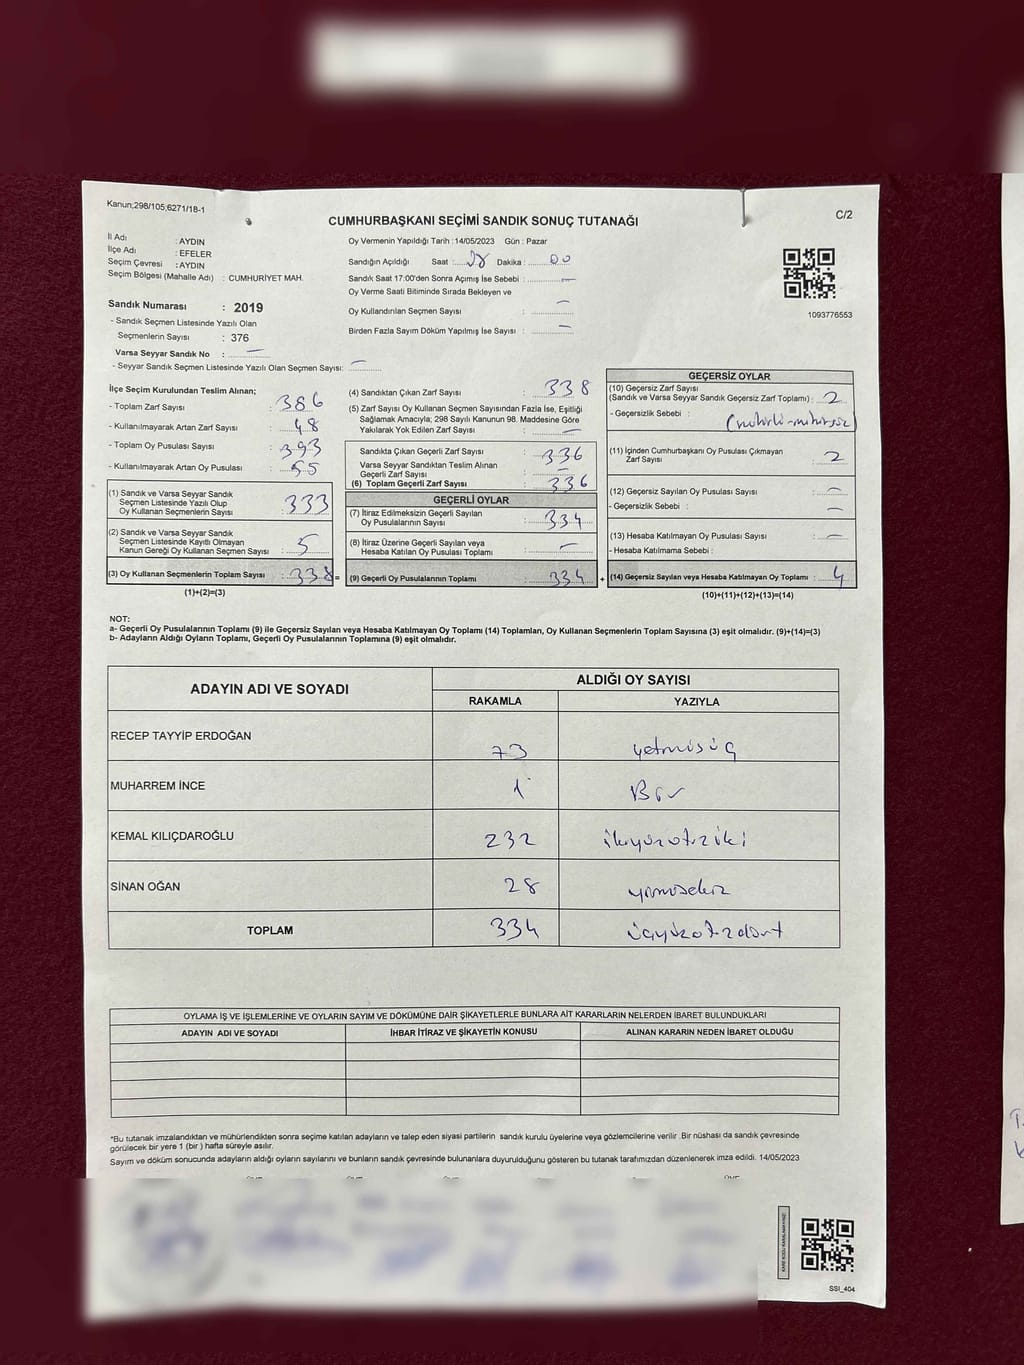 Kanun;298/105;6271/18-1
CUMHURBAŞKANI SEÇİMİ SANDIK SONUÇ TUTANAĞI
C/2
İl Adı : AYDIN
İlçe Adı : EFELER
Seçim Çevresi : AYDIN
Seçim Bölgesi (Mahalle Adı) : CUMHURİYET MAH.
Sandık Numarası : 2019
- Sandık Seçmen Listesinde Yazılı Olan
Seçmenlerin Sayısı : 376
Varsa Seyyar Sandık No : —
- Seyyar Sandık Seçmen Listesinde Yazılı Olan Seçmen Sayısı: —
Oy Vermenin Yapıldığı Tarih : 14/05/2023 Gün : Pazar
Sandığın Açıldığı Saat : Dakika : 00
Sandık Saat 17:00'den Sonra Açımış İse Sebebi : —
Oy Verme Saati Bitiminde Sırada Bekleyen ve
Oy Kullandırılan Seçmen Sayısı : —
Birden Fazla Sayım Döküm Yapılmış İse Sayısı : —
1093776553
İlçe Seçim Kurulundan Teslim Alınan;
- Toplam Zarf Sayısı : 386
- Kullanılmayarak Artan Zarf Sayısı : 48
- Toplam Oy Pusulası Sayısı : 393
- Kullanılmayarak Artan Oy Pusulası : 55
(1) Sandık ve Varsa Seyyar Sandık
Seçmen Listesinde Yazılı Olup
Oy Kullanan Seçmenlerin Sayısı : 333
(2) Sandık ve Varsa Seyyar Sandık
Seçmen Listesinde Kayıtlı Olmayan
Kanun Gereği Oy Kullanan Seçmen Sayısı : 5
(3) Oy Kullanan Seçmenlerin Toplam Sayısı : 338 =
(1)+(2)=(3)
(4) Sandıktan Çıkan Zarf Sayısı : 338
(5) Zarf Sayısı Oy Kullanan Seçmen Sayısından Fazla İse, Eşitliği
Sağlamak Amacıyla; 298 Sayılı Kanunun 98. Maddesine Göre
Yakılarak Yok Edilen Zarf Sayısı : —
Sandıkta Çıkan Geçerli Zarf Sayısı : 336
Varsa Seyyar Sandıktan Teslim Alınan
Geçerli Zarf Sayısı : —
(6) Toplam Geçerli Zarf Sayısı : 336
GEÇERLİ OYLAR
(7) İtiraz Edilmeksizin Geçerli Sayılan
Oy Pusulalarının Sayısı : 334
(8) İtiraz Üzerine Geçerli Sayılan veya
Hesaba Katılan Oy Pusulası Toplamı : —
(9) Geçerli Oy Pusulalarının Toplamı : 334 +
GEÇERSİZ OYLAR
(10) Geçersiz Zarf Sayısı
(Sandık ve Varsa Seyyar Sandık Geçersiz Zarf Toplamı) : 2
- Geçersizlik Sebebi :
(11) İçinden Cumhurbaşkanı Oy Pusulası Çıkmayan
Zarf Sayısı : 2
(12) Geçersiz Sayılan Oy Pusulası Sayısı : —
- Geçersizlik Sebebi : —
(13) Hesaba Katılmayan Oy Pusulası Sayısı : —
- Hesaba Katılmama Sebebi :
(14) Geçersiz Sayılan veya Hesaba Katılmayan Oy Toplamı : 4
(10)+(11)+(12)+(13)=(14)
NOT:
a- Geçerli Oy Pusulalarının Toplamı (9) ile Geçersiz Sayılan veya Hesaba Katılmayan Oy Toplamı (14) Toplamları, Oy Kullanan Seçmenlerin Toplam Sayısına (3) eşit olmalıdır. (9)+(14)=(3)
b- Adayların Aldığı Oyların Toplamı, Geçerli Oy Pusulalarının Toplamına (9) eşit olmalıdır.
ADAYIN ADI VE SOYADI
ALDIĞI OY SAYISI
RAKAMLA YAZIYLA
RECEP TAYYİP ERDOĞAN 73 yetmişüç
MUHARREM İNCE 1 Bir
KEMAL KILIÇDAROĞLU 232 ikiyüzotuziki
SİNAN OĞAN 28 yirmisekiz
TOPLAM 334 üçyüzotuzdört
OYLAMA İŞ VE İŞLEMLERİNE VE OYLARIN SAYIM VE DÖKÜMÜNE DAİR ŞİKAYETLERLE BUNLARA AİT KARARLARIN NELERDEN İBARET BULUNDUKLARI
ADAYIN ADI VE SOYADI İHBAR İTİRAZ VE ŞİKAYETİN KONUSU ALINAN KARARIN NEDEN İBARET OLDUĞU
*Bu tutanak imzalandıktan ve mühürlendikten sonra seçime katılan adayların ve talep eden siyasi partilerin sandık kurulu üyelerine veya gözlemcilerine verilir .Bir nüshası da sandık çevresinde
görülecek bir yere 1 (bir ) hafta süreyle asılır.
Sayım ve döküm sonucunda adayların aldığı oyların sayılarını ve bunların sandık çevresinde bulunanlara duyurulduğunu gösteren bu tutanak tarafımızdan düzenlenerek imza edildi. 14/05/2023
SSI_404